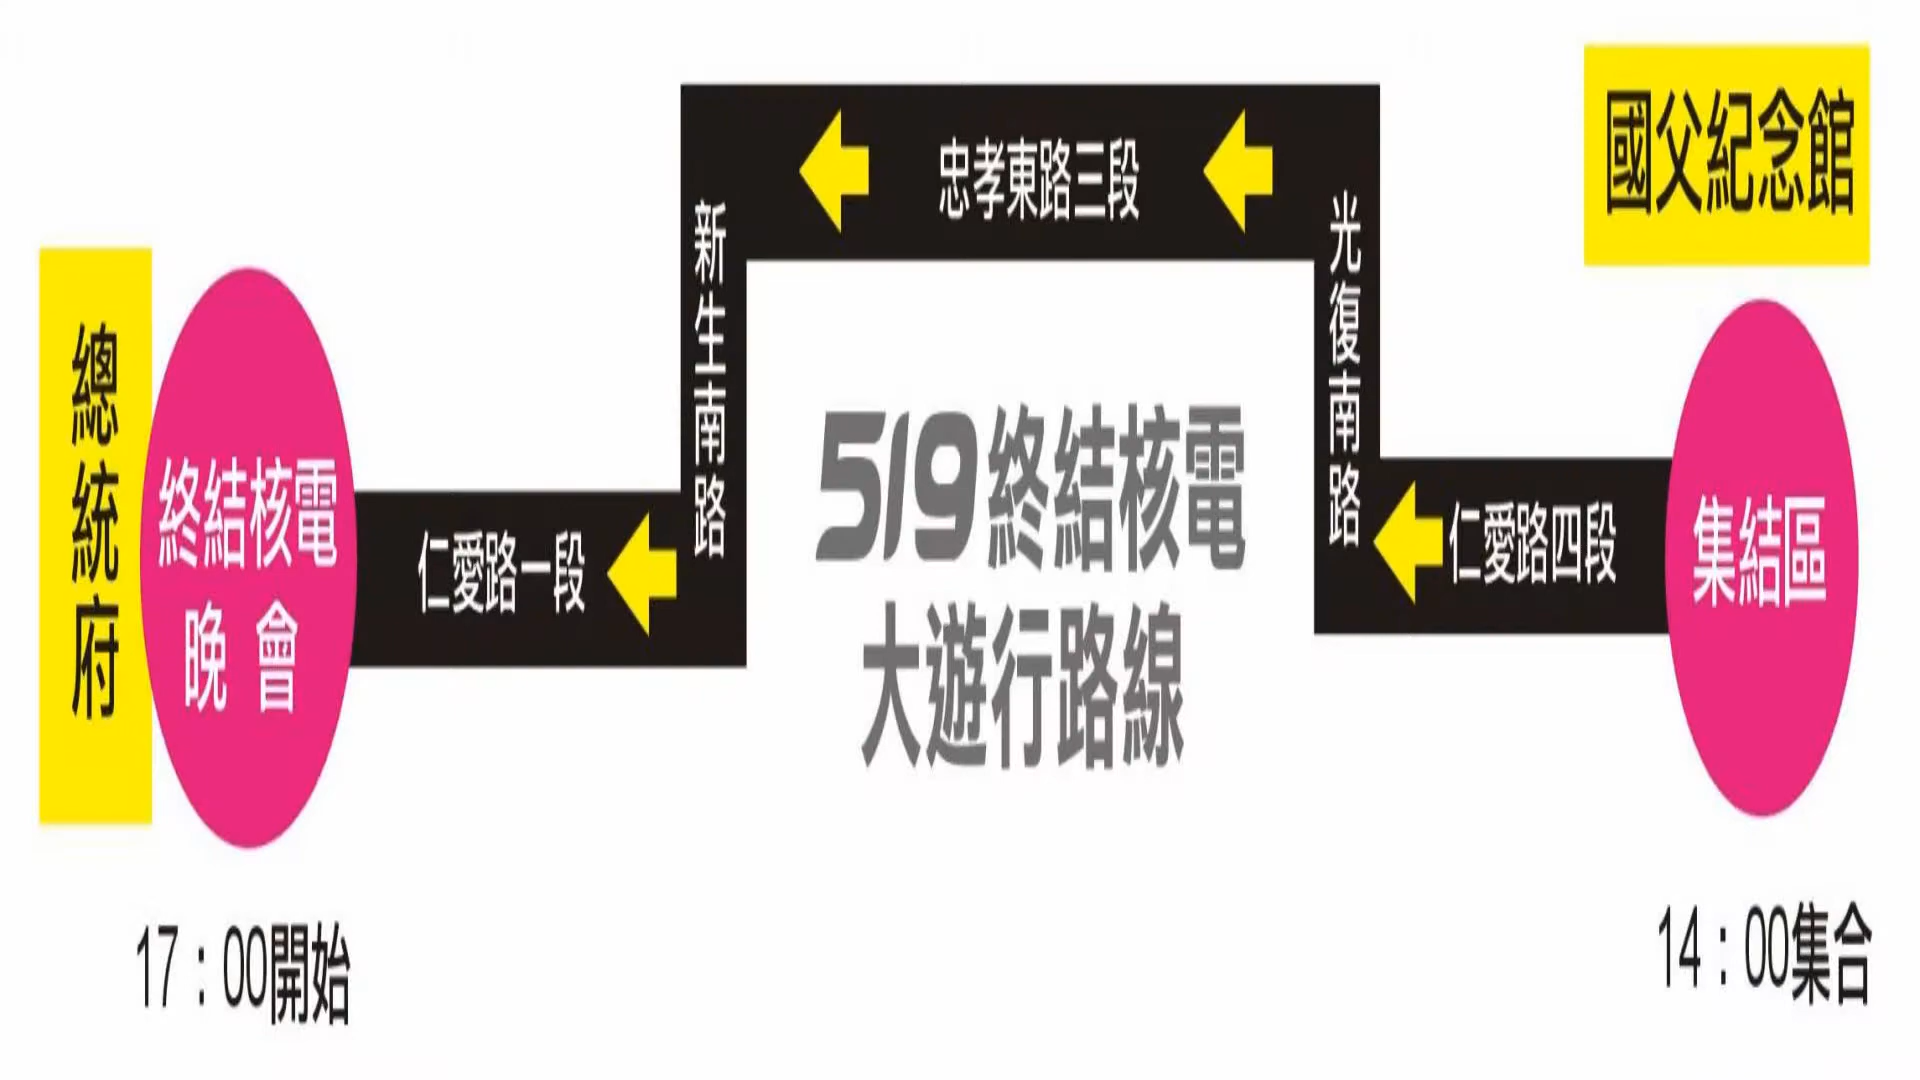 國父紀念館
忠孝東路三段
新生南路
光復南路
總統府
終結核電
晚會
仁愛路一段
519終結核電
大遊行路線
仁愛路四段
集結區
17：00開始
14：00集合